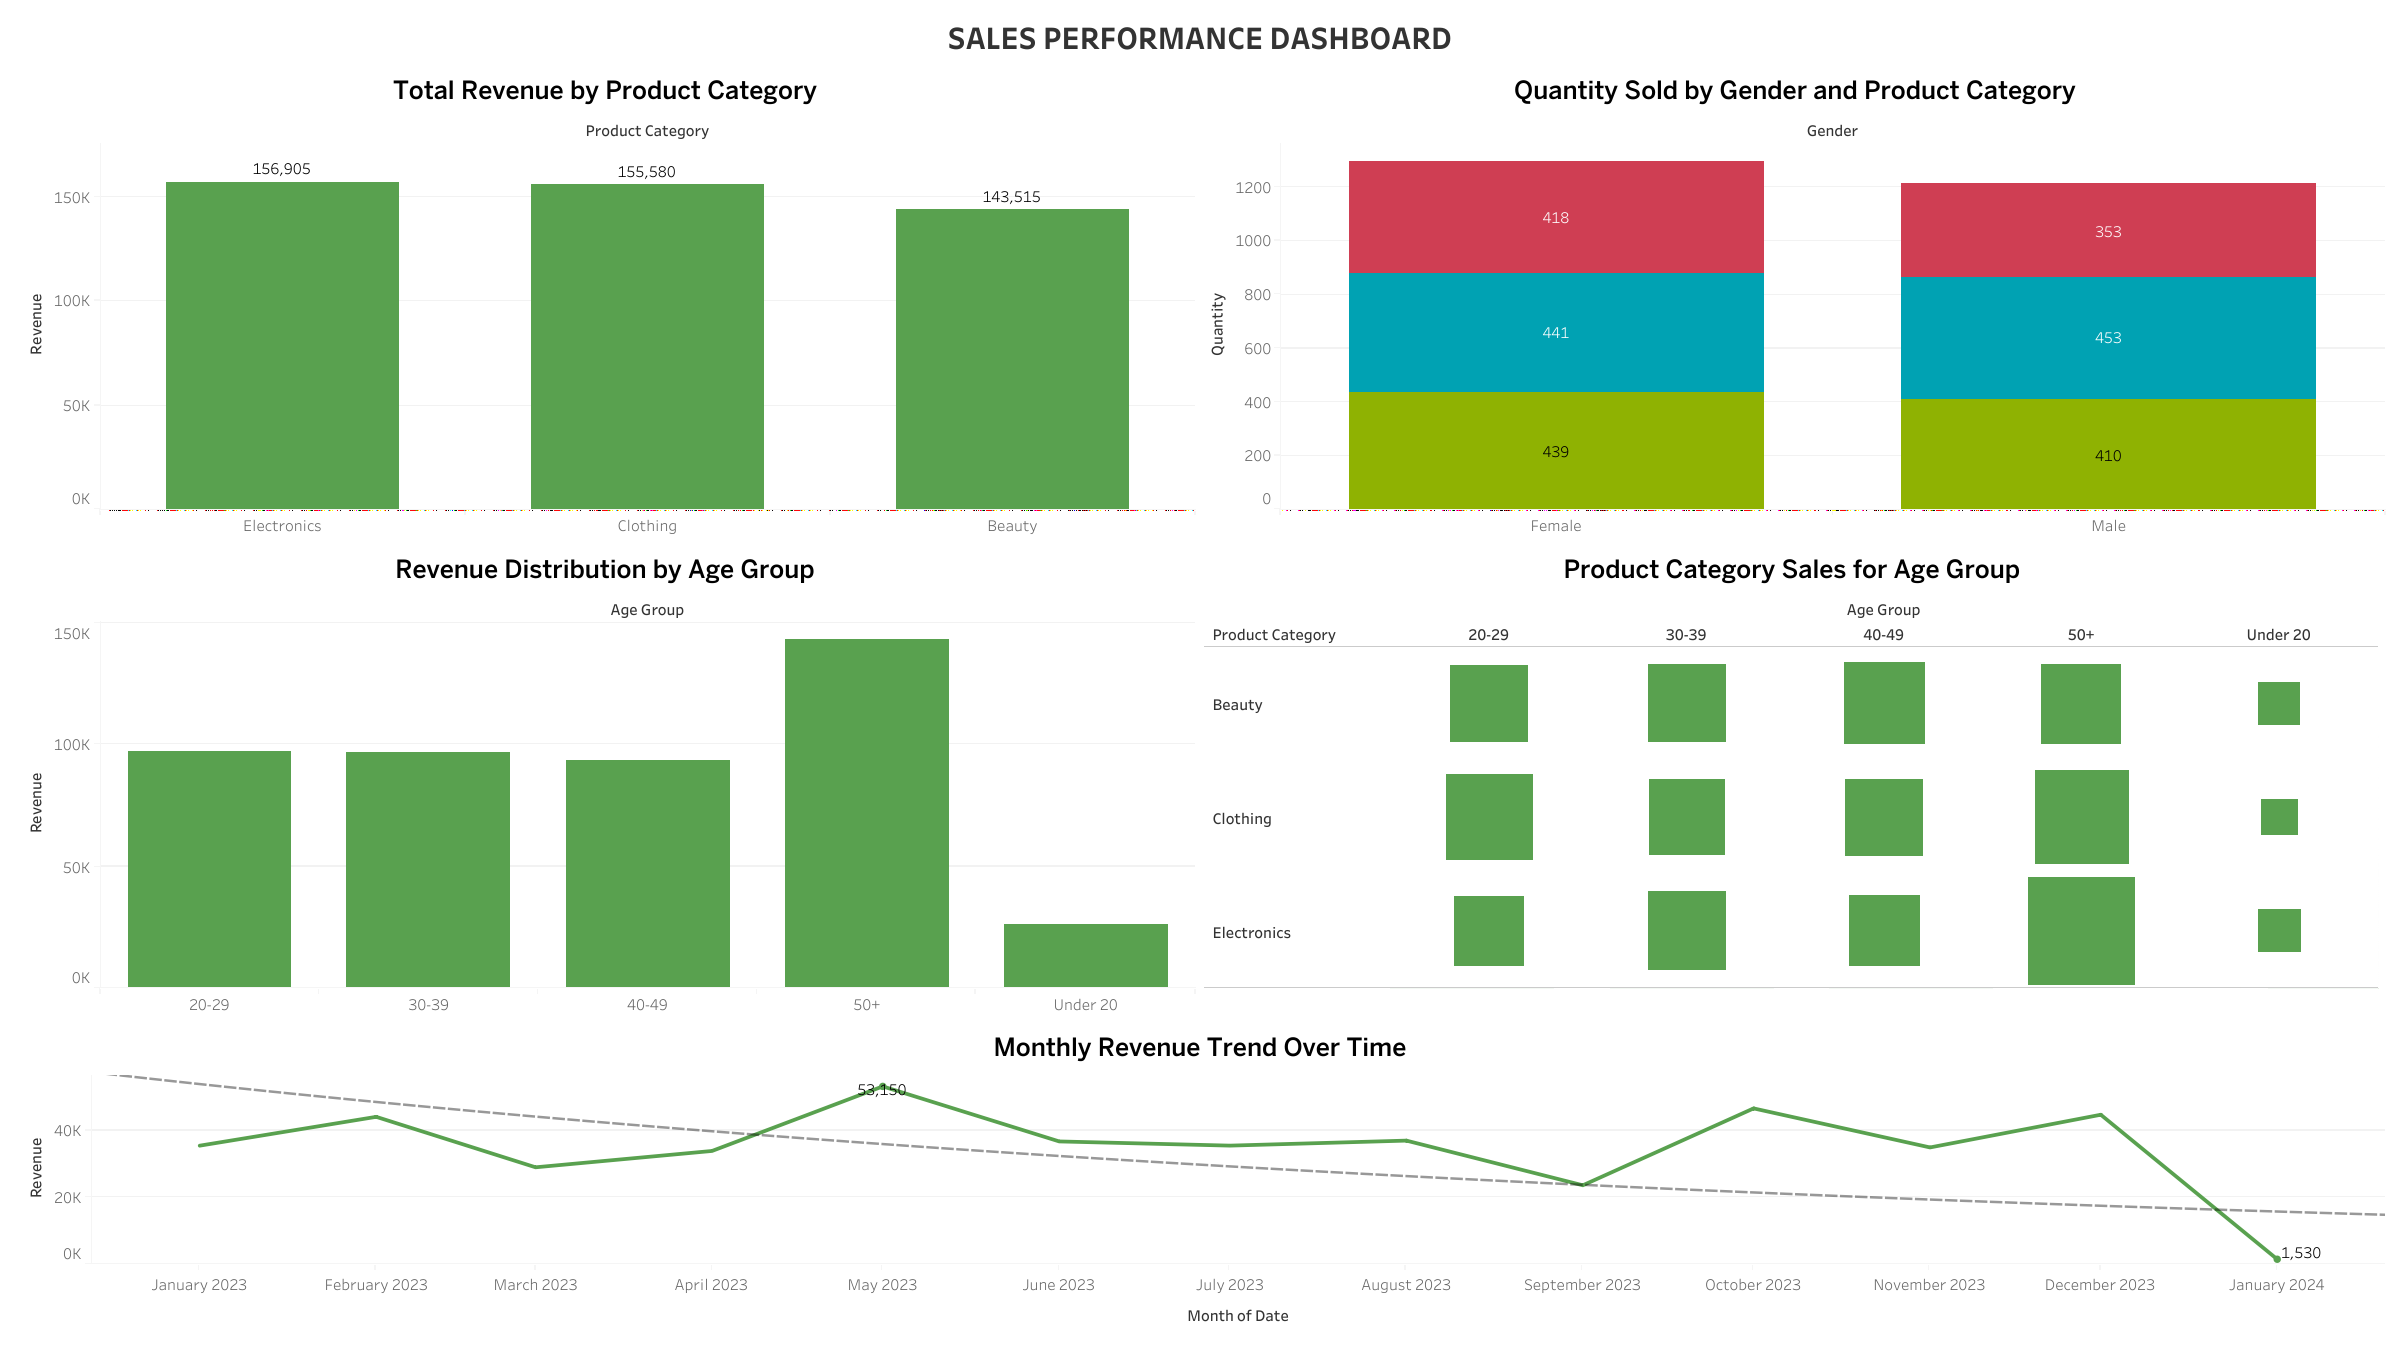 SALES PERFORMANCE DASHBOARD
Total Revenue by Product Category
Product Category
Revenue
150K
100K
50K
0K
156,905
155,580
143,515
Electronics
Clothing
Beauty
Quantity Sold by Gender and Product Category
Gender
Quantity
1200
1000
800
600
400
200
0
418
441
439
353
453
410
Female
Male
Revenue Distribution by Age Group
Age Group
Revenue
150K
100K
50K
0K
20-29
30-39
40-49
50+
Under 20
Product Category Sales for Age Group
Age Group
Product Category
20-29
30-39
40-49
50+
Under 20
Beauty
Clothing
Electronics
Monthly Revenue Trend Over Time
Revenue
40K
20K
0K
53,150
1,530
January 2023
February 2023
March 2023
April 2023
May 2023
June 2023
July 2023
August 2023
September 2023
October 2023
November 2023
December 2023
January 2024
Month of Date